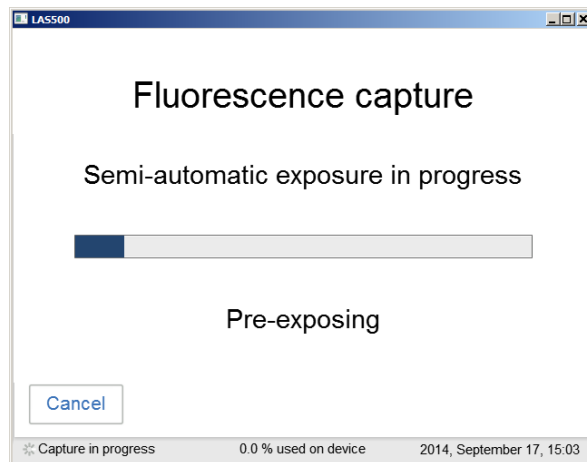 LAS500
Fluorescence capture
Semi-automatic exposure in progress
Pre-exposing
Cancel
Capture in progress 0.0 % used on device 2014, September 17, 15:03